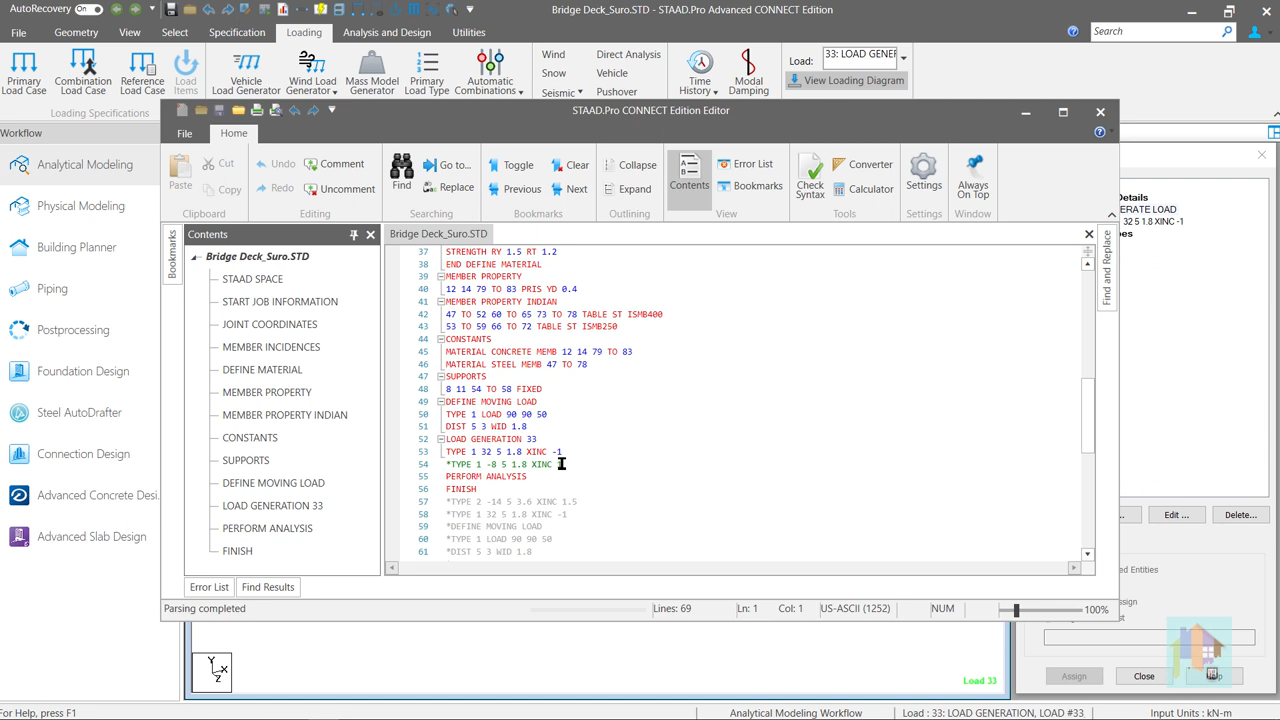 AutoRecovery On
Bridge Deck_Suro.STD - STAAD.Pro Advanced CONNECT Edition
File Geometry View Select Specification Loading Analysis and Design Utilities
Search
Primary Load Case
Combination Load Case
Reference Load Case
Load Items
Vehicle Load Generator
Wind Load Generator
Mass Model Generator
Primary Load Type
Automatic Combinations
Wind
Snow
Seismic
Direct Analysis
Vehicle
Pushover
Time History
Modal Damping
Load: 33: LOAD GENER
View Loading Diagram
Loading Specifications
Workflow
Analytical Modeling
Physical Modeling
Building Planner
Piping
Postprocessing
Foundation Design
Steel AutoDrafter
Connection Design
Advanced Concrete Desi...
Advanced Slab Design
STAAD.Pro CONNECT Edition Editor
File Home
Paste
Cut
Copy
Clipboard
Undo
Redo
Comment
Uncomment
Editing
Find
Go to...
Replace
Searching
Toggle
Previous
Clear
Next
Bookmarks
Collapse
Expand
Outlining
Contents
Error List
Bookmarks
View
Check Syntax
Converter
Calculator
Tools
Settings
Settings
Always On Top
Window
Bookmarks
Contents
Bridge Deck_Suro.STD
STAAD SPACE
START JOB INFORMATION
JOINT COORDINATES
MEMBER INCIDENCES
DEFINE MATERIAL
MEMBER PROPERTY
MEMBER PROPERTY INDIAN
CONSTANTS
SUPPORTS
DEFINE MOVING LOAD
LOAD GENERATION 33
PERFORM ANALYSIS
FINISH
Bridge Deck_Suro.STD
37 STRENGTH RY 1.5 RT 1.2
38 END DEFINE MATERIAL
39 MEMBER PROPERTY
40 12 14 79 TO 83 PRIS YD 0.4
41 MEMBER PROPERTY INDIAN
42 47 TO 52 60 TO 65 73 TO 78 TABLE ST ISMB400
43 53 TO 59 66 TO 72 TABLE ST ISMB250
44 CONSTANTS
45 MATERIAL CONCRETE MEMB 12 14 79 TO 83
46 MATERIAL STEEL MEMB 47 TO 78
47 SUPPORTS
48 8 11 54 TO 58 FIXED
49 DEFINE MOVING LOAD
50 TYPE 1 LOAD 90 90 50
51 DIST 5 3 WID 1.8
52 LOAD GENERATION 33
53 TYPE 1 32 5 1.8 XINC -1
54 *TYPE 1 -8 5 1.8 XINC
55 PERFORM ANALYSIS
56 FINISH
57 *TYPE 2 -14 5 3.6 XINC 1.5
58 *TYPE 1 32 5 1.8 XINC -1
59 *DEFINE MOVING LOAD
60 *TYPE 1 LOAD 90 90 50
61 *DIST 5 3 WID 1.8
Find and Replace
Error List Find Results
Parsing completed
Lines: 69 Ln: 1 Col: 1 US-ASCII (1252) NUM 100%
Details
ERATE LOAD
32 5 1.8 XINC -1
pes
Edit ...
Delete...
d Entities
ssign
Assign
Close
Y
X
Z
Load 33
For Help, press F1
Analytical Modeling Workflow
Load : 33: LOAD GENERATION, LOAD #33
Input Units : kN-m